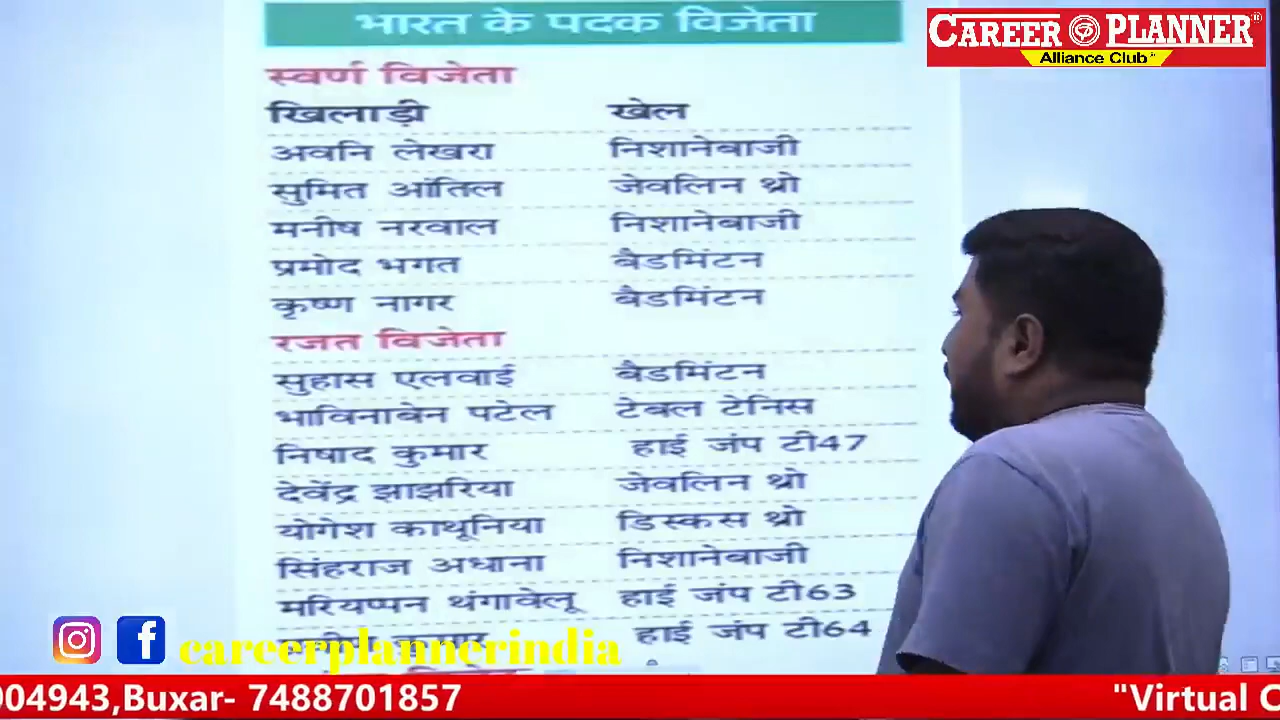 भारत के पदक विजेता
CAREER PLANNER
Alliance Club
स्वर्ण विजेता
खिलाड़ी खेल
अवनि लेखरा निशानेबाजी
सुमित आंतिल जेवलिन थ्रो
मनीष नरवाल निशानेबाजी
प्रमोद भगत बैडमिंटन
कृष्ण नागर बैडमिंटन
रजत विजेता
सुहास एलवाई बैडमिंटन
भाविनाबेन पटेल टेबल टेनिस
निषाद कुमार हाई जंप टी47
देवेंद्र झाझरिया जेवलिन थ्रो
योगेश काथूनिया डिस्कस थ्रो
सिंहराज अधाना निशानेबाजी
मरियप्पन थंगावेलू हाई जंप टी63
कुमार हाई जंप टी64
careerplannerindia
004943,Buxar- 7488701857
"Virtual C